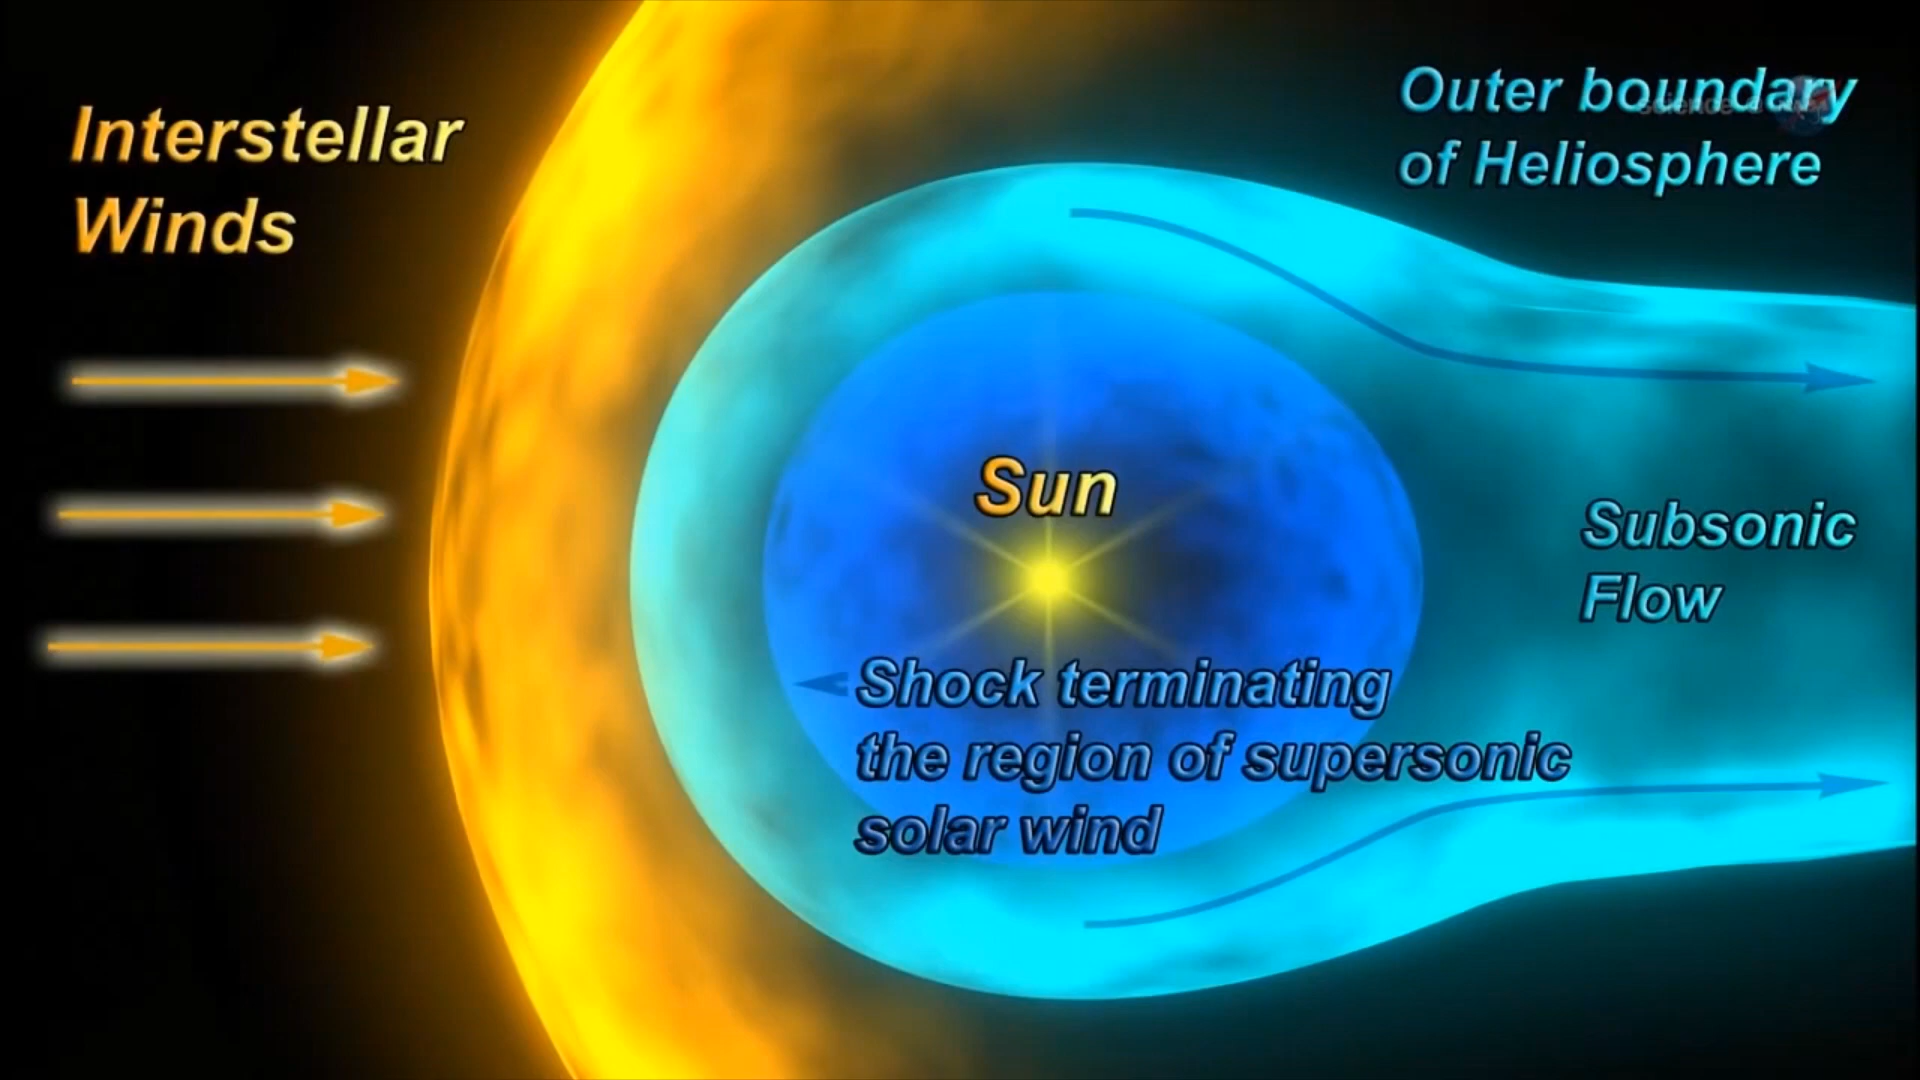 Interstellar
Winds
Outer boundary
of Heliosphere
Sun
Subsonic
Flow
Shock terminating
the region of supersonic
solar wind